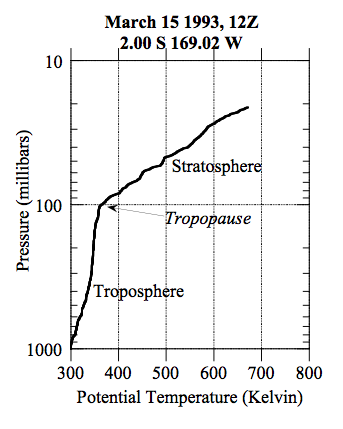 March 15 1993, 12Z
2.00 S 169.02 W
10
Stratosphere
100
Tropopause
Troposphere
1000
300 400 500 600 700 800
Potential Temperature (Kelvin)
Pressure (millibars)